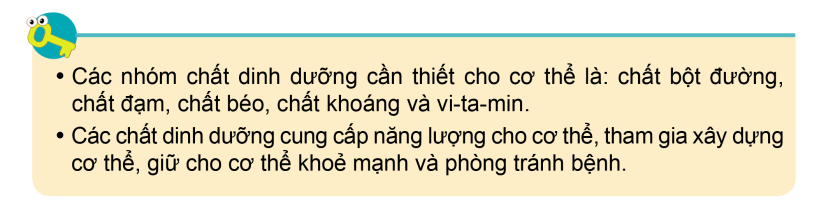 • Các nhóm chất dinh dưỡng cần thiết cho cơ thể là: chất bột đường,
chất đạm, chất béo, chất khoáng và vi-ta-min.
• Các chất dinh dưỡng cung cấp năng lượng cho cơ thể, tham gia xây dựng
cơ thể, giữ cho cơ thể khoẻ mạnh và phòng tránh bệnh.